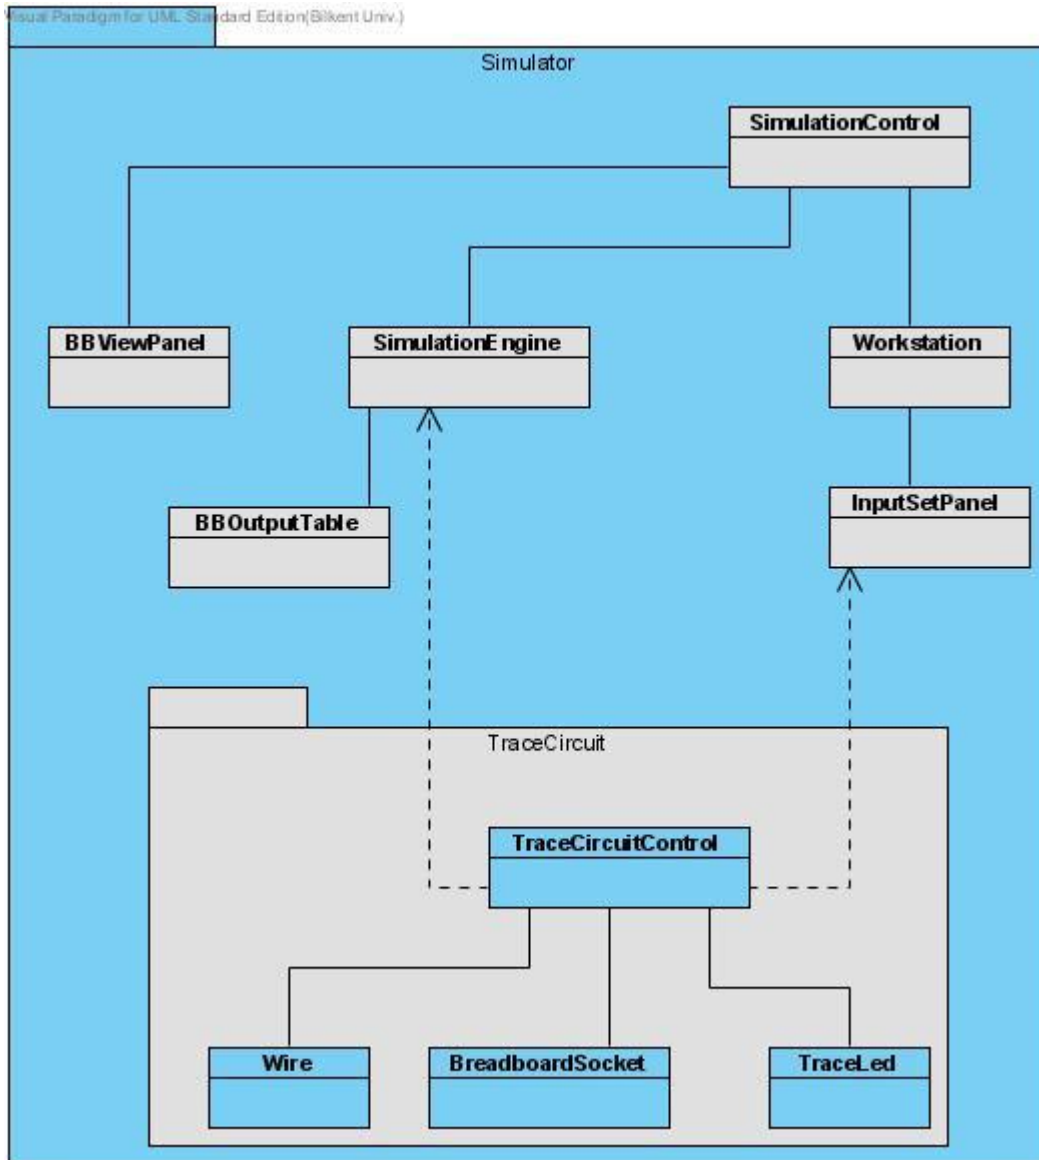 Visual Paradigm for UML Standard Edition(Bilkent Univ.)
Simulator
SimulationControl
BBViewPanel
SimulationEngine
Workstation
BBOutputTable
InputSetPanel
TraceCircuit
TraceCircuitControl
Wire
BreadboardSocket
TraceLed